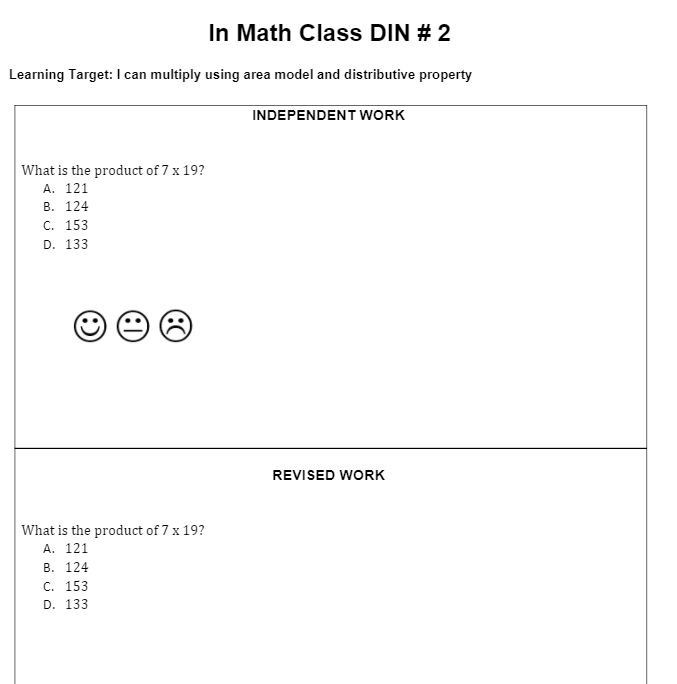 In Math Class DIN # 2
Learning Target: I can multiply using area model and distributive property
INDEPENDENT WORK
What is the product of 7 x 19?
A. 121
B. 124
C. 153
D. 133
REVISED WORK
What is the product of 7 x 19?
A. 121
B. 124
C. 153
D. 133